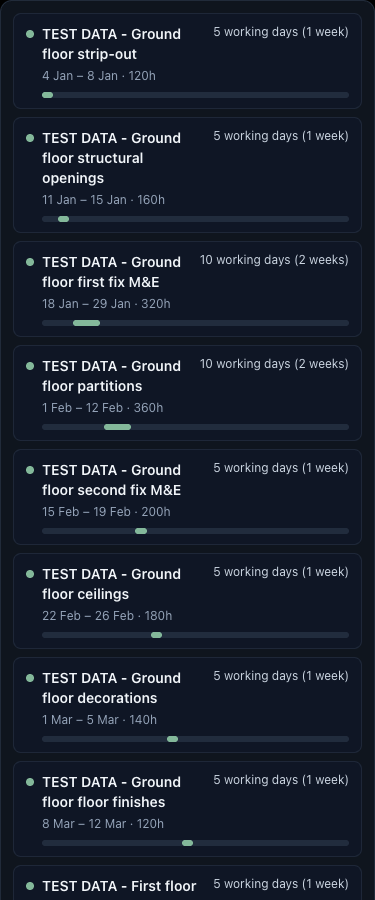 TEST DATA - Ground floor strip-out
5 working days (1 week)
4 Jan – 8 Jan · 120h
TEST DATA - Ground floor structural openings
5 working days (1 week)
11 Jan – 15 Jan · 160h
TEST DATA - Ground floor first fix M&E
10 working days (2 weeks)
18 Jan – 29 Jan · 320h
TEST DATA - Ground floor partitions
10 working days (2 weeks)
1 Feb – 12 Feb · 360h
TEST DATA - Ground floor second fix M&E
5 working days (1 week)
15 Feb – 19 Feb · 200h
TEST DATA - Ground floor ceilings
5 working days (1 week)
22 Feb – 26 Feb · 180h
TEST DATA - Ground floor decorations
5 working days (1 week)
1 Mar – 5 Mar · 140h
TEST DATA - Ground floor floor finishes
5 working days (1 week)
8 Mar – 12 Mar · 120h
TEST DATA - First floor
5 working days (1 week)